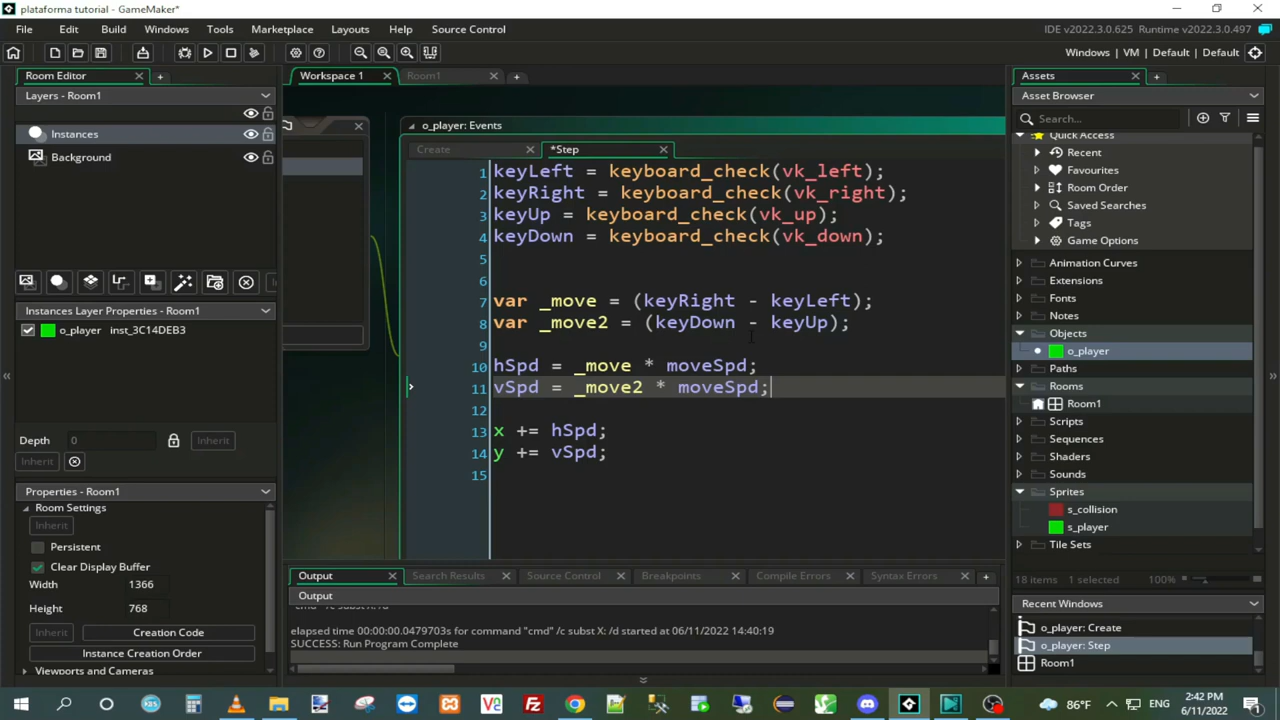 plataforma tutorial - GameMaker*
File Edit Build Windows Tools Marketplace Layouts Help Source Control
IDE v2022.3.0.625 Runtime v2022.3.0.497
Windows | VM | Default | Default
Room Editor
Workspace 1
Room1
Assets
Layers - Room1
Asset Browser
Search...
o_player: Events
Create
*Step
Instances
Background
1 keyLeft = keyboard_check(vk_left);
2 keyRight = keyboard_check(vk_right);
3 keyUp = keyboard_check(vk_up);
4 keyDown = keyboard_check(vk_down);
5
6
7 var _move = (keyRight - keyLeft);
8 var _move2 = (keyDown - keyUp);
9
10 hSpd = _move * moveSpd;
11 vSpd = _move2 * moveSpd;
12
13 x += hSpd;
14 y += vSpd;
15
Instances Layer Properties - Room1
o_player inst_3C14DEB3
Depth 0 Inherit
Inherit
Properties - Room1
Room Settings
Inherit
Persistent
Clear Display Buffer
Width 1366
Height 768
Inherit Creation Code
Instance Creation Order
Viewports and Cameras
Output
Search Results
Source Control
Breakpoints
Compile Errors
Syntax Errors
Output
elapsed time 00:00:00.0479703s for command "cmd" /c subst X: /d started at 06/11/2022 14:40:19
SUCCESS: Run Program Complete
Quick Access
Recent
Favourites
Room Order
Saved Searches
Tags
Game Options
Animation Curves
Extensions
Fonts
Notes
Objects
o_player
Paths
Rooms
Room1
Scripts
Sequences
Shaders
Sounds
Sprites
s_collision
s_player
Tile Sets
18 items 1 selected 100%
Recent Windows
o_player: Create
o_player: Step
Room1
86°F
ENG
2:42 PM
6/11/2022